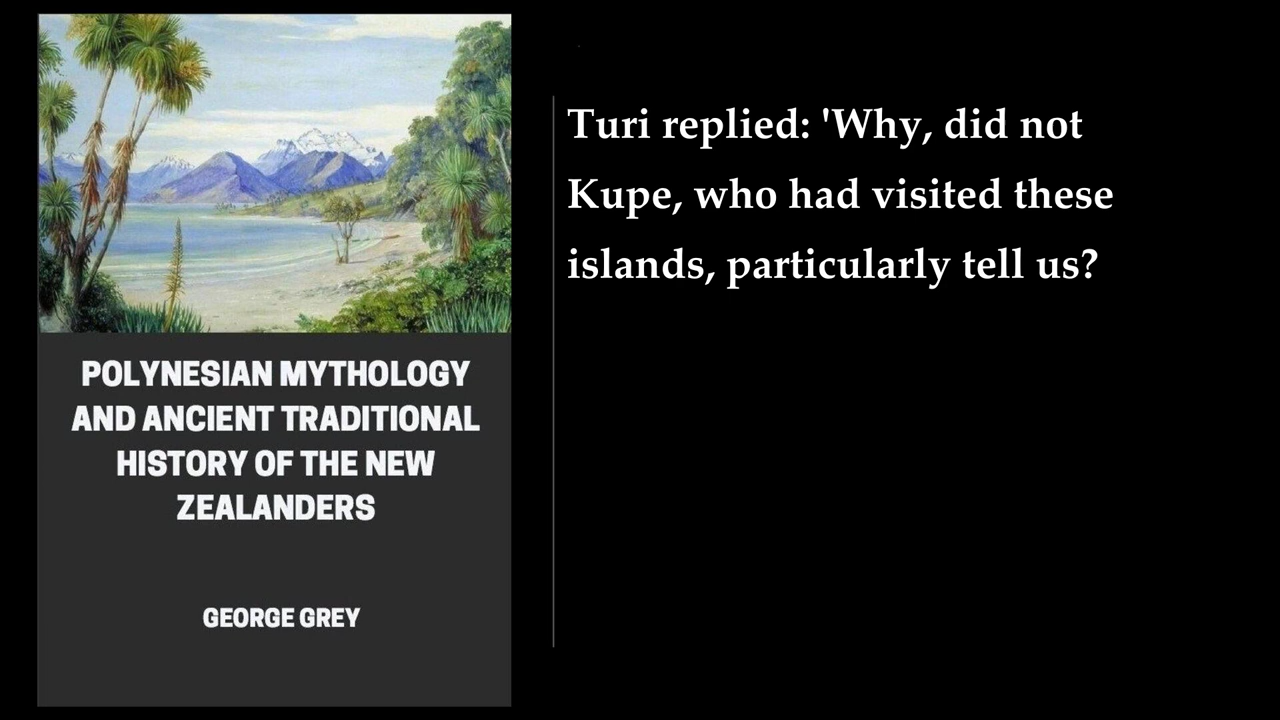 POLYNESIAN MYTHOLOGY
AND ANCIENT TRADITIONAL
HISTORY OF THE NEW
ZEALANDERS
GEORGE GREY
Turi replied: 'Why, did not
Kupe, who had visited these
islands, particularly tell us?